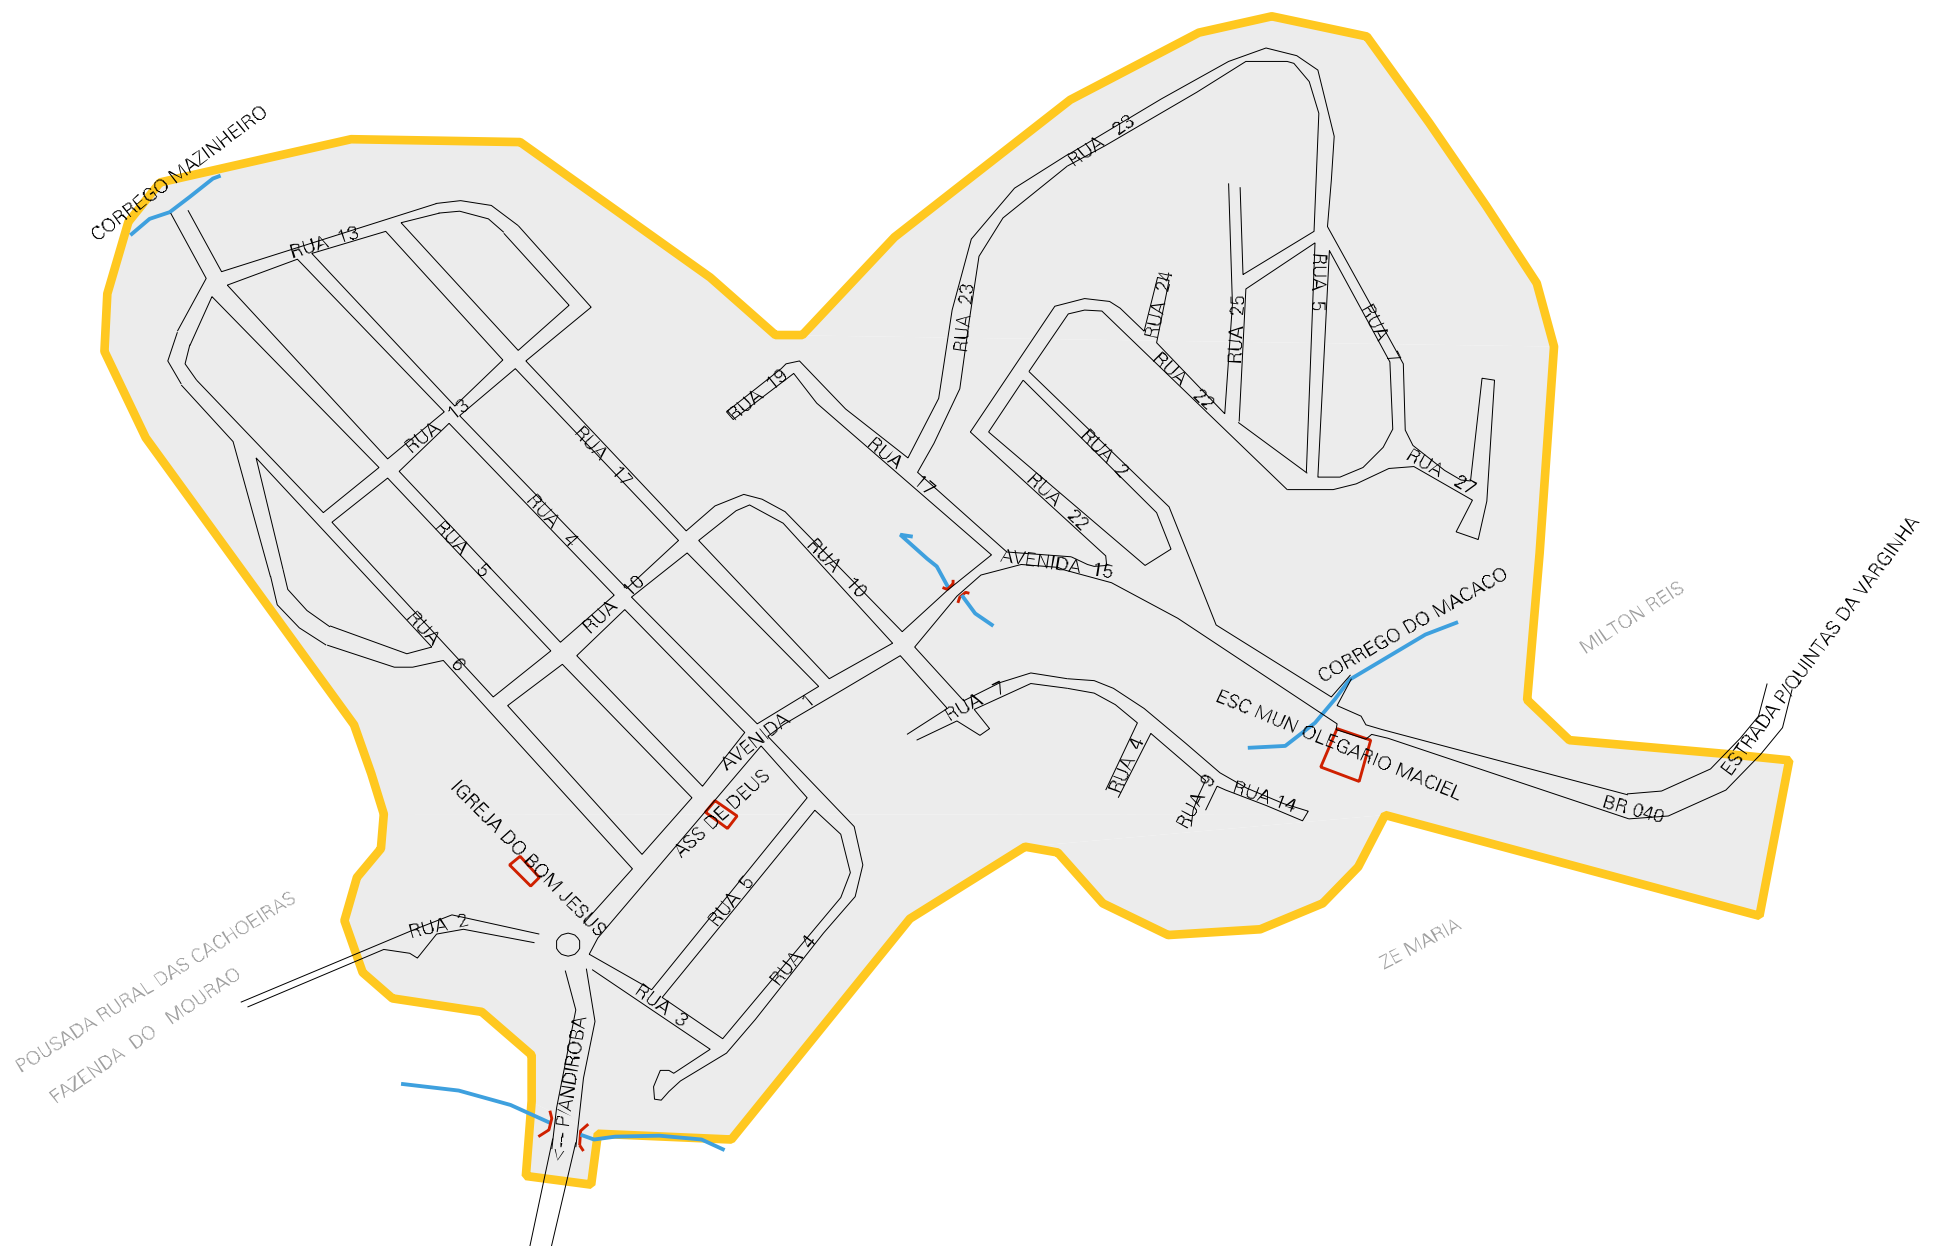 CORREGO MAZINHEIRO
RUA 13
RUA 23
RUA 23
RUA 24
RUA 25
RUA 5
RUA 1
RUA 22
RUA 19
RUA 13
RUA 17
RUA 17
RUA 2
RUA 22
RUA 27
RUA 4
RUA 5
RUA 10
RUA 10
AVENIDA 15
RUA 6
CORREGO DO MACACO
MILTON REIS
ESTRADA P/QUINTAS DA VARGINHA
RUA 7
ESC MUN OLEGARIO MACIEL
AVENIDA 1
RUA 4
RUA 9
RUA 14
BR 040
IGREJA DO BOM JESUS
ASS DE DEUS
RUA 5
RUA 2
RUA 4
RUA 3
ZE MARIA
POUSADA RURAL DAS CACHOEIRAS
FAZENDA DO MOURAO
<-- P/ANDIROBA